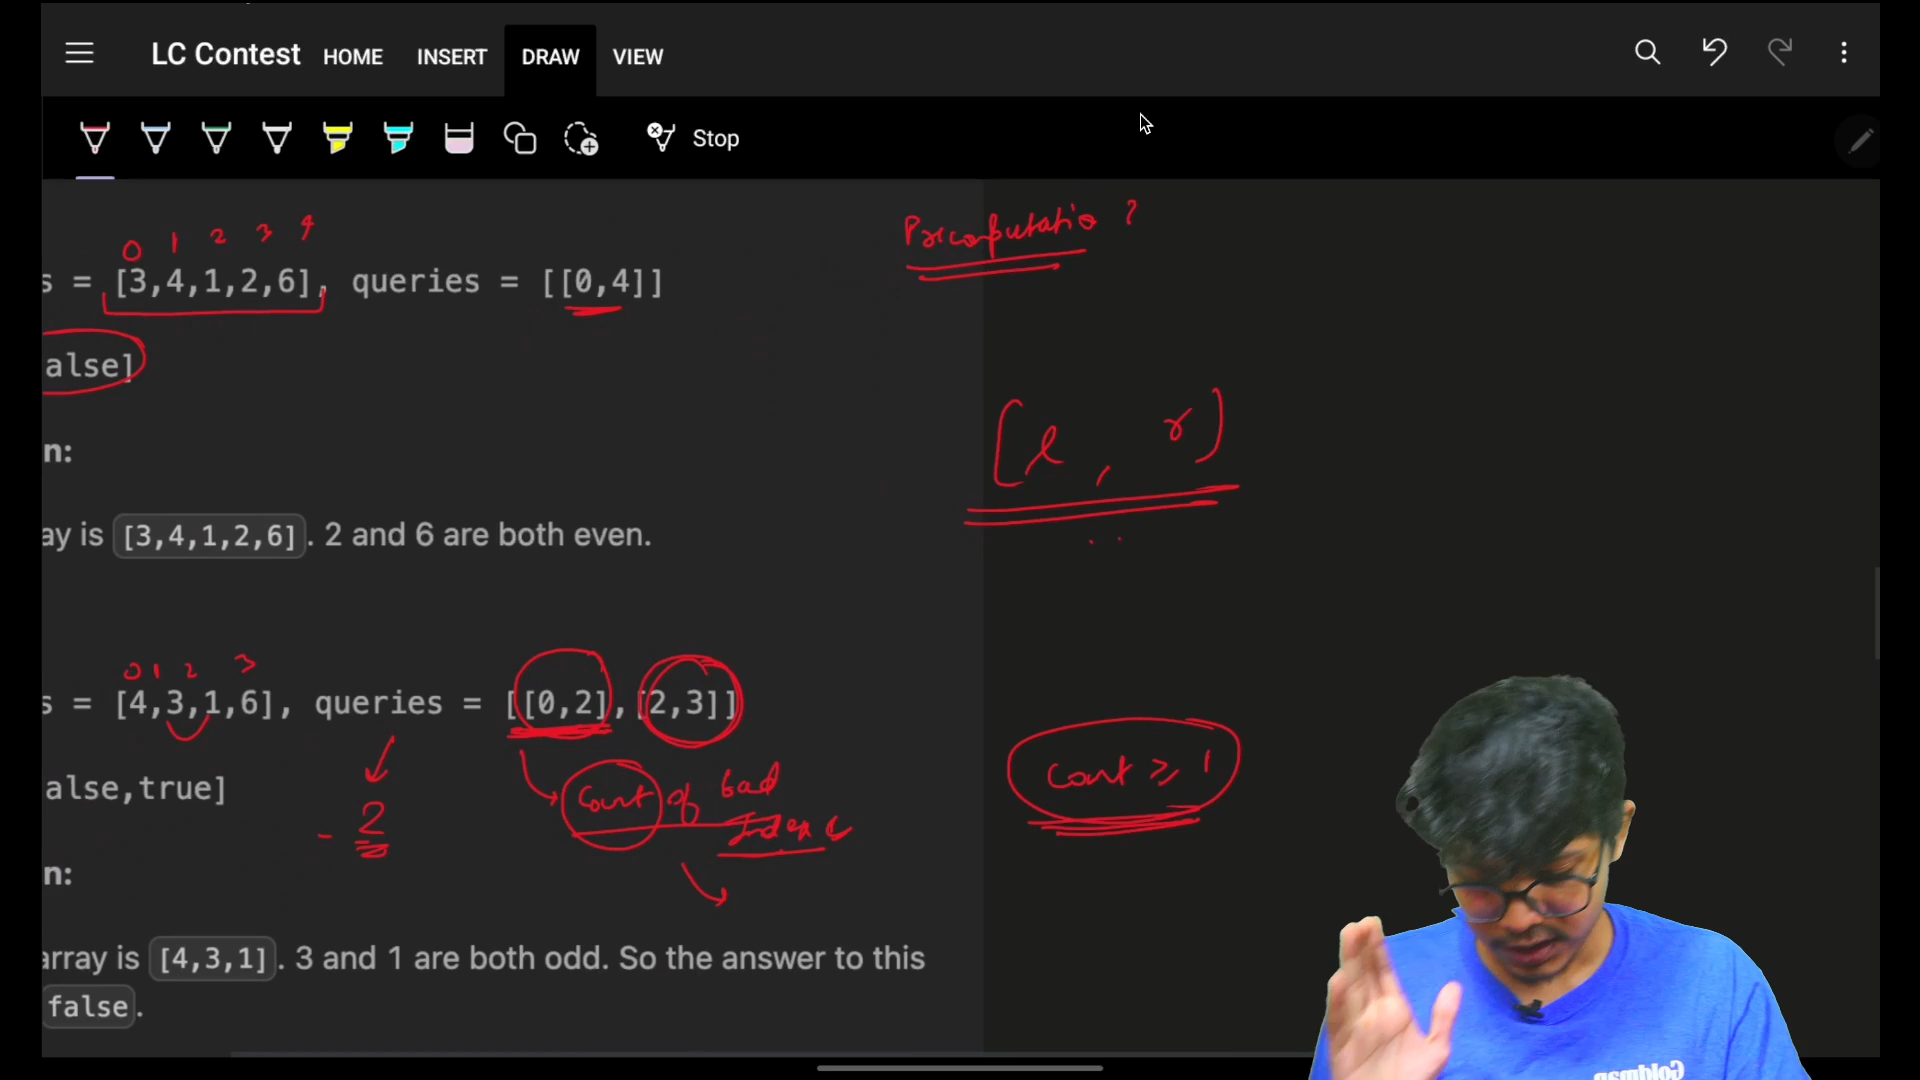 LC Contest HOME INSERT DRAW VIEW
Stop
0 1 2 3 4
s = [3,4,1,2,6], queries = [[0,4]]
Precomputatio ?
alse]
[l, r]
n:
ay is [3,4,1,2,6]. 2 and 6 are both even.
0 1 2 3
s = [4,3,1,6], queries = [[0,2],[2,3]]
alse,true]
- 2
Count of bad
Count ≥ 1
n:
array is [4,3,1]. 3 and 1 are both odd. So the answer to this
false.
Goldman